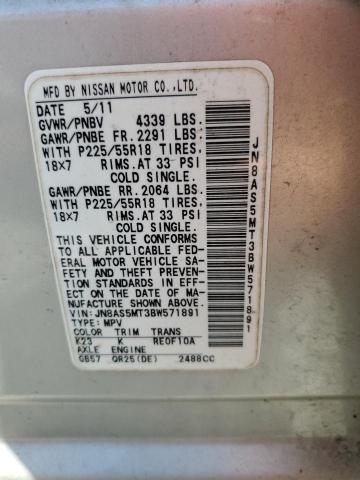 MFD BY NISSAN MOTOR CO.,LTD.
DATE 5/11
GVWR/PNBV 4339 LBS.
GAWR/PNBE FR. 2291 LBS.
WITH P225/55R18 TIRES,
18X7 RIMS.AT 33 PSI
COLD SINGLE.
GAWR/PNBE RR. 2064 LBS.
WITH P225/55R18 TIRES,
18X7 RIMS.AT 33 PSI
COLD SINGLE.
THIS VEHICLE CONFORMS
TO ALL APPLICABLE FED-
ERAL MOTOR VEHICLE SA-
FETY AND THEFT PREVEN-
TION STANDARDS IN EFF-
ECT ON THE DATE OF MA-
NUFACTURE SHOWN ABOVE.
VIN: JN8AS5MT3BW571891
TYPE: MPV
COLOR TRIM TRANS
K23 K RE0F10A
AXLE ENGINE
GB57 QR25(DE) 2488CC
JN8AS5MT3BW571891